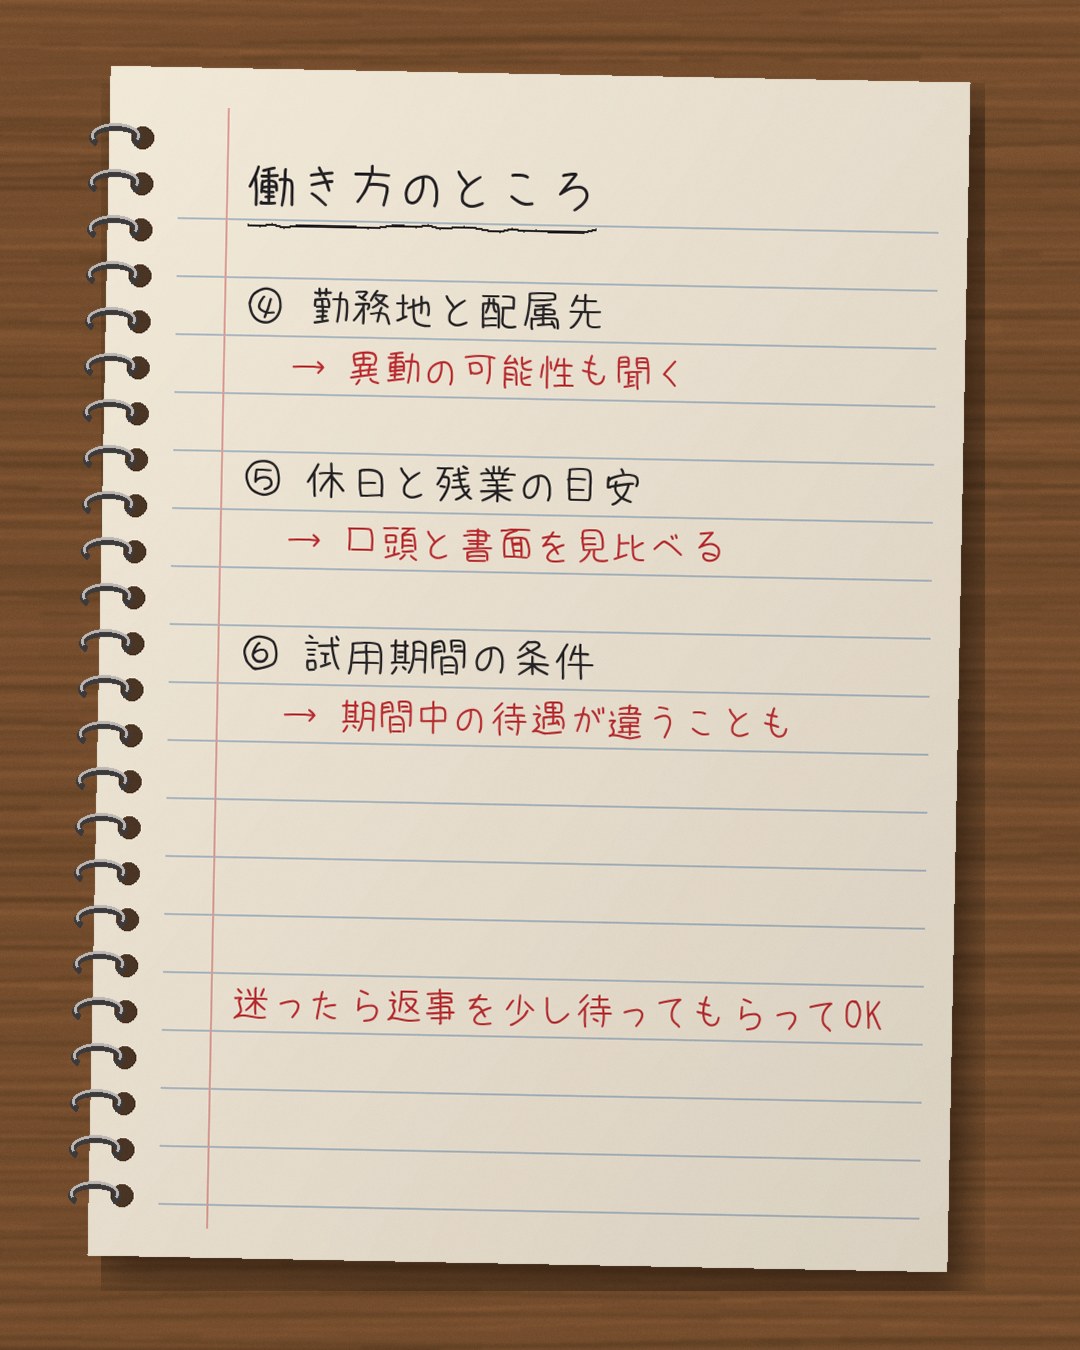 働き方のところ
④ 勤務地と配属先
→ 異動の可能性も聞く
⑤ 休日と残業の目安
→ 口頭と書面を見比べる
⑥ 試用期間の条件
→ 期間中の待遇が違うことも
迷ったら返事を少し待ってもらってOK